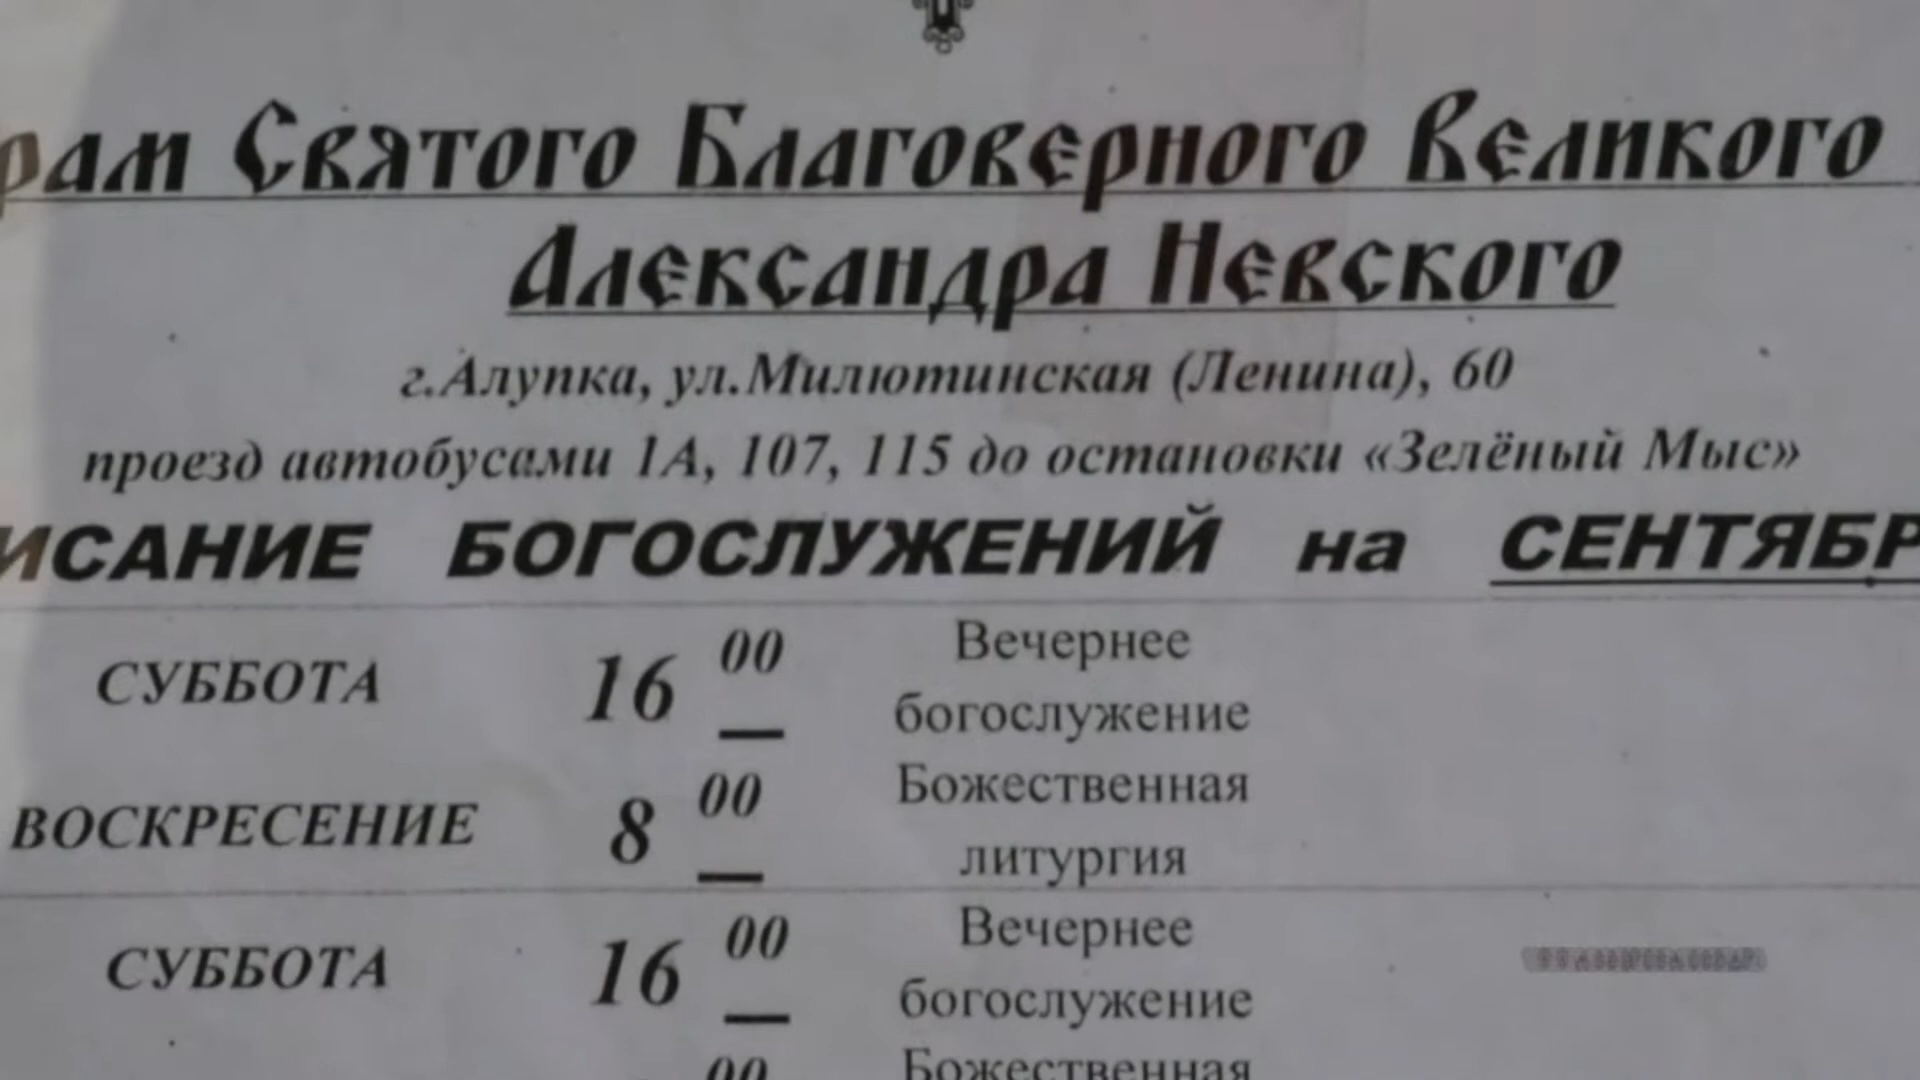 рам Святого Благоверного Великого
Александра Невского
г.Алупка, ул.Милютинская (Ленина), 60
проезд автобусами 1А, 107, 115 до остановки «Зелёный Мыс»
ИСАНИЕ БОГОСЛУЖЕНИЙ на СЕНТЯБР
СУББОТА 16 00 Вечернее
богослужение
ВОСКРЕСЕНИЕ 8 00 Божественная
литургия
СУББОТА 16 00 Вечернее
богослужение
00 Божественная